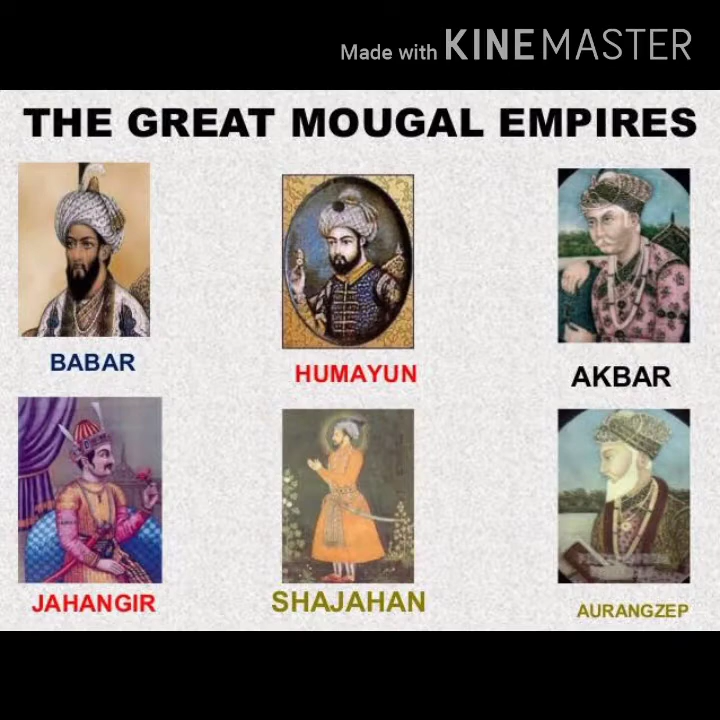 Made with KINEMASTER
THE GREAT MOUGAL EMPIRES
BABAR
HUMAYUN
AKBAR
JAHANGIR
SHAJAHAN
AURANGZEP